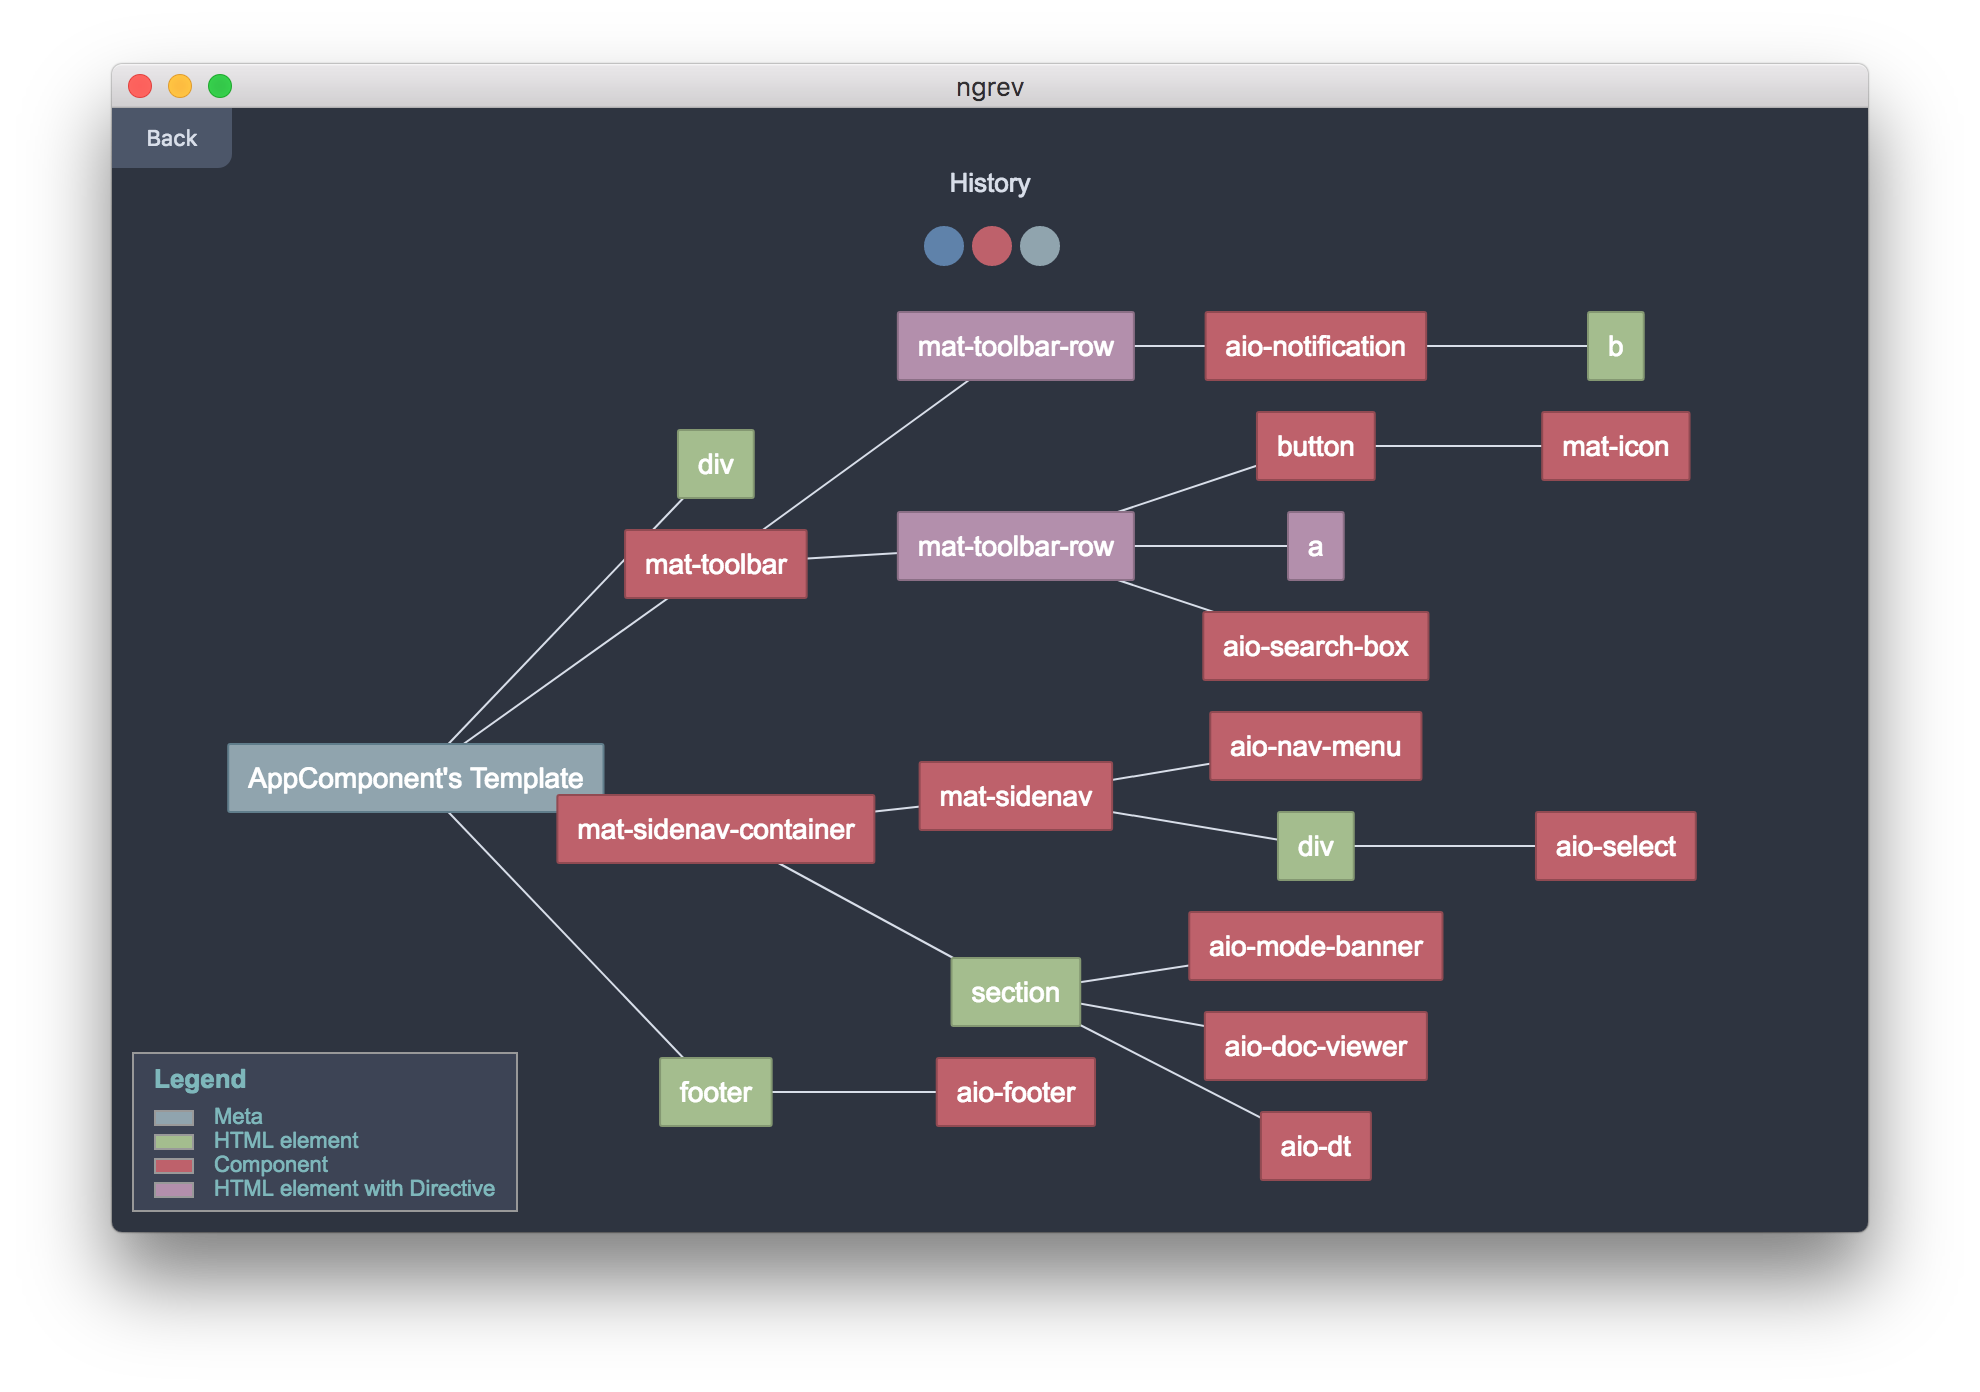 ngrev
Back
History
mat-toolbar-row
aio-notification
b
div
button
mat-icon
mat-toolbar
mat-toolbar-row
a
aio-search-box
aio-nav-menu
AppComponent's Template
mat-sidenav-container
mat-sidenav
div
aio-select
aio-mode-banner
section
aio-doc-viewer
footer
aio-footer
aio-dt
Legend
Meta
HTML element
Component
HTML element with Directive